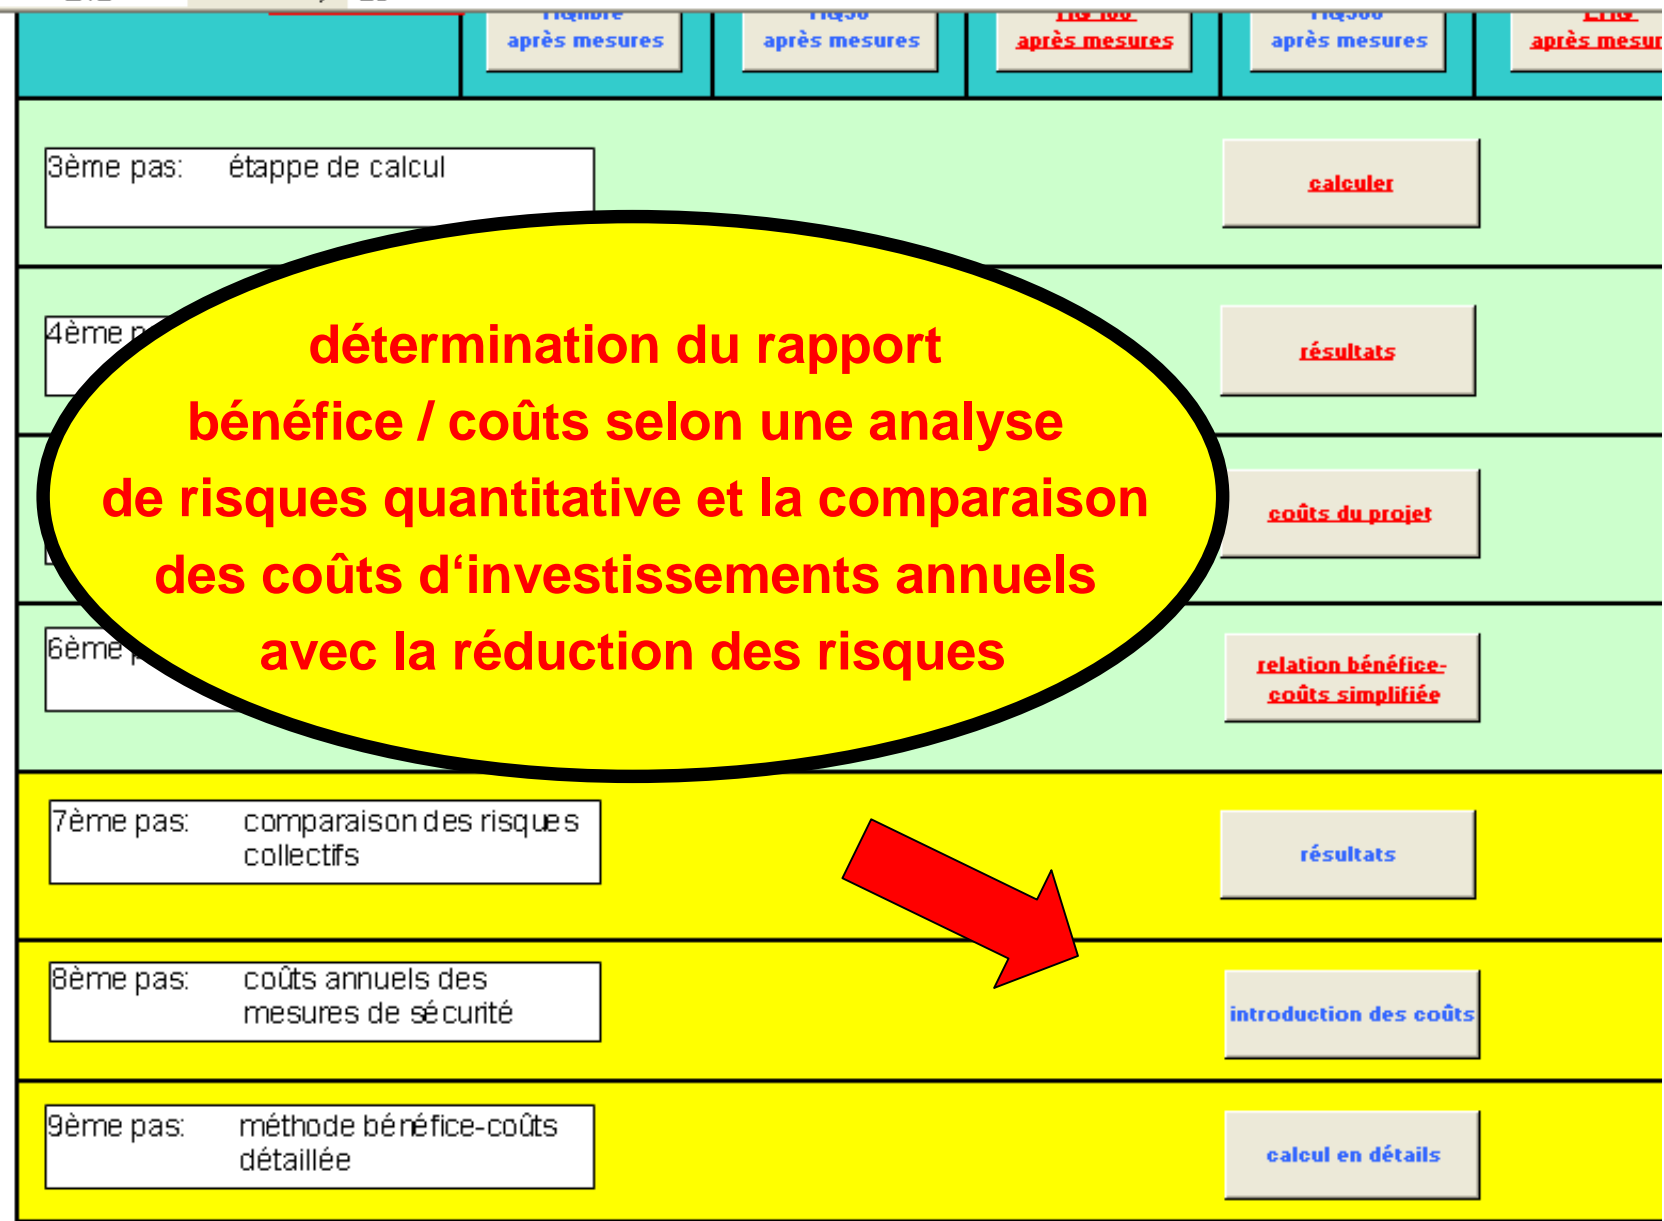 après mesures
après mesures
après mesures
après mesures
après mesur
3ème pas: étappe de calcul
calculer
4ème
résultats
détermination du rapport
bénéfice / coûts selon une analyse
de risques quantitative et la comparaison
des coûts d‘investissements annuels
avec la réduction des risques
coûts du projet
6ème
relation bénéfice-
coûts simplifiée
7ème pas: comparaison des risques
collectifs
résultats
8ème pas: coûts annuels des
mesures de sécurité
introduction des coûts
9ème pas: méthode bénéfice-coûts
détaillée
calcul en détails